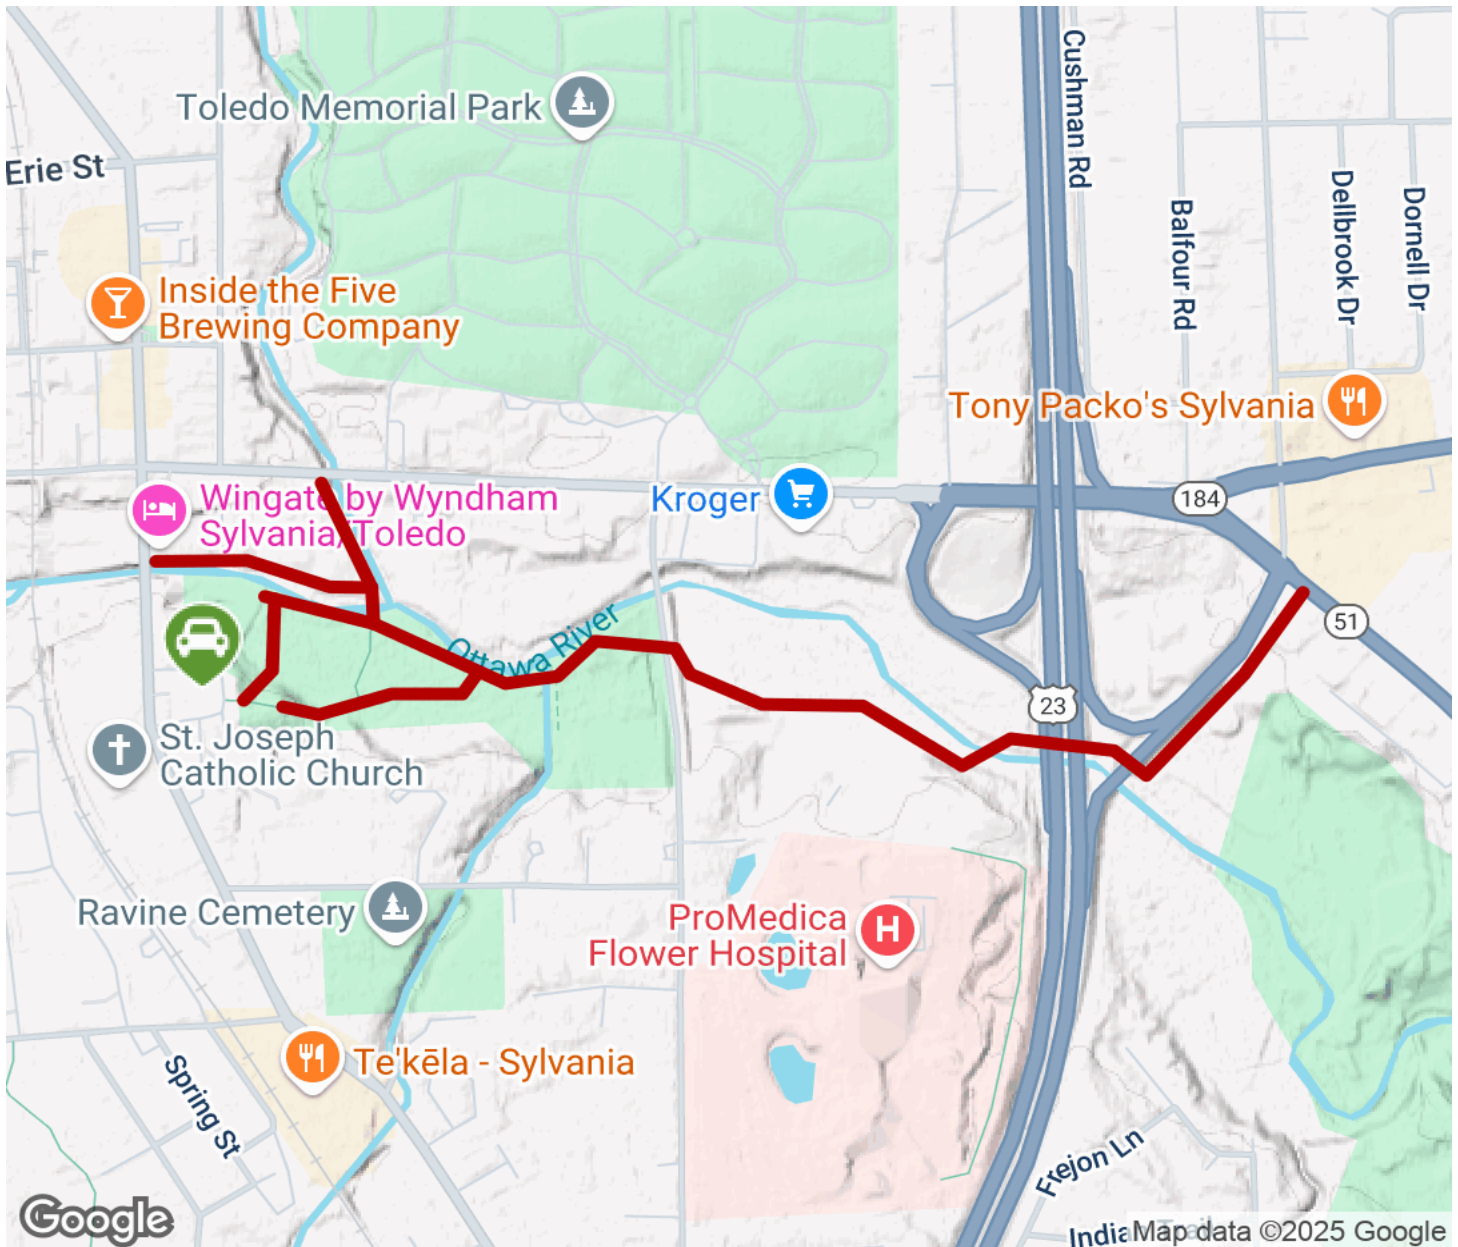 Toledo Memorial Park
Cushman Rd
Erie St
Balfour Rd
Dellbrook Dr
Dornell Dr
Inside the Five
Brewing Company
Tony Packo's Sylvania
Wingate by Wyndham
Sylvania/Toledo
Kroger
184
51
Ottawa River
23
St. Joseph
Catholic Church
Ravine Cemetery
ProMedica
Flower Hospital
H
Te'kēla - Sylvania
Spring St
Frejon Ln
Google
Map data ©2025 Google